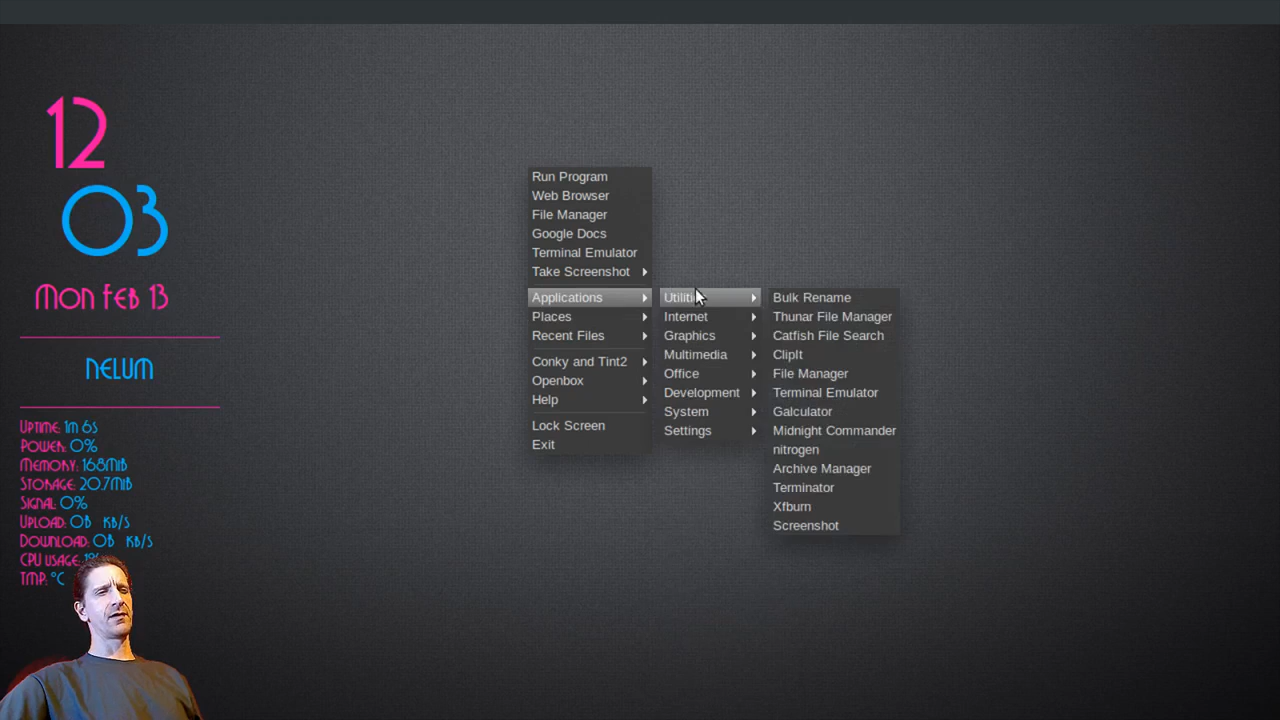 12
03
Mon Feb 13
Nelum
Uptime: 1m 6s
Power: 0%
Memory: 168MiB
Storage: 20.7MiB
Signal: 0%
Upload: 0B kb/s
Download: 0B kb/s
CPU usage:
Tmp: °C
Run Program
Web Browser
File Manager
Google Docs
Terminal Emulator
Take Screenshot
Applications
Places
Recent Files
Conky and Tint2
Openbox
Help
Lock Screen
Exit
Internet
Graphics
Multimedia
Office
Development
System
Settings
Bulk Rename
Thunar File Manager
Catfish File Search
ClipIt
File Manager
Terminal Emulator
Galculator
Midnight Commander
nitrogen
Archive Manager
Terminator
Xfburn
Screenshot